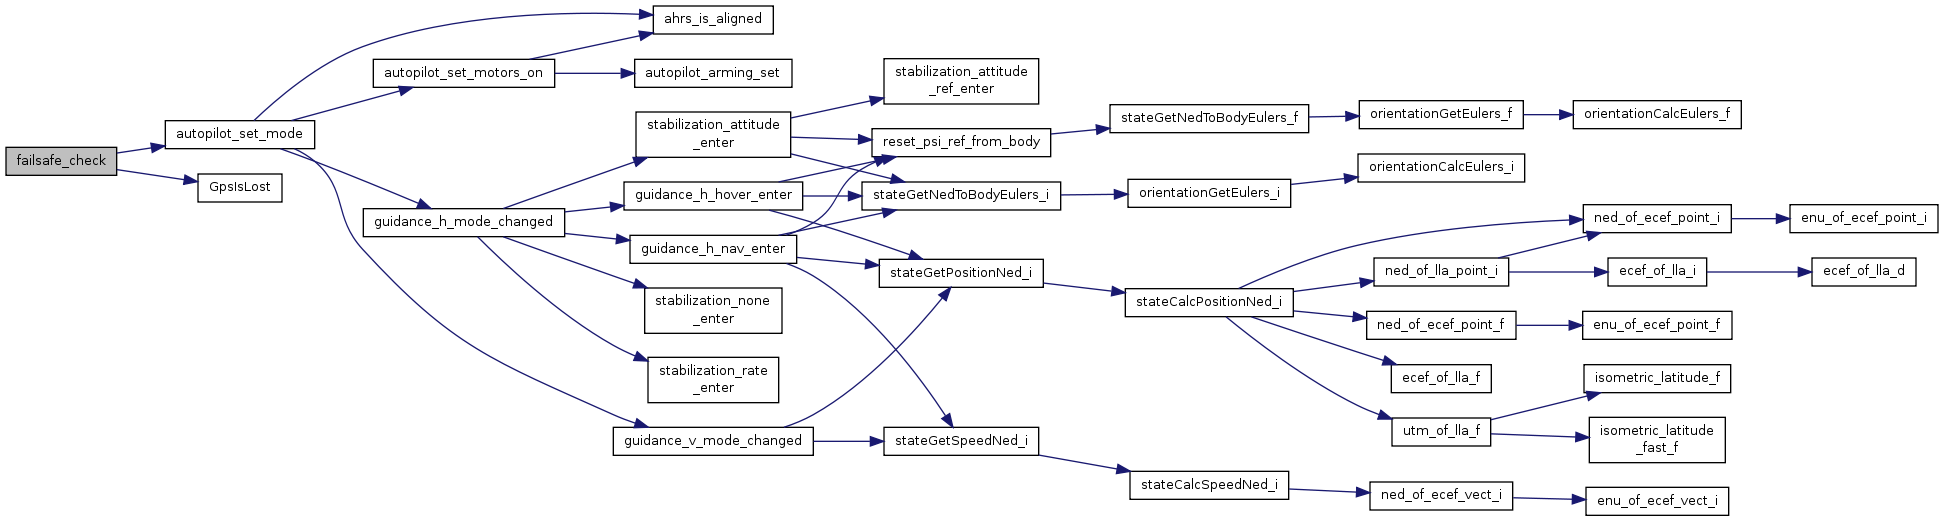 failsafe_check
autopilot_set_mode
GpsIsLost
ahrs_is_aligned
autopilot_set_motors_on
autopilot_arming_set
guidance_h_mode_changed
guidance_v_mode_changed
stabilization_attitude
_enter
guidance_h_hover_enter
guidance_h_nav_enter
stabilization_none
_enter
stabilization_rate
_enter
stabilization_attitude
_ref_enter
reset_psi_ref_from_body
stateGetNedToBodyEulers_i
stateGetPositionNed_i
stateGetSpeedNed_i
stateGetNedToBodyEulers_f
orientationGetEulers_i
stateCalcPositionNed_i
stateCalcSpeedNed_i
orientationGetEulers_f
orientationCalcEulers_i
ned_of_lla_point_i
ned_of_ecef_point_f
ecef_of_lla_f
utm_of_lla_f
ned_of_ecef_vect_i
orientationCalcEulers_f
ned_of_ecef_point_i
ecef_of_lla_i
enu_of_ecef_point_f
isometric_latitude_f
isometric_latitude
_fast_f
enu_of_ecef_vect_i
enu_of_ecef_point_i
ecef_of_lla_d